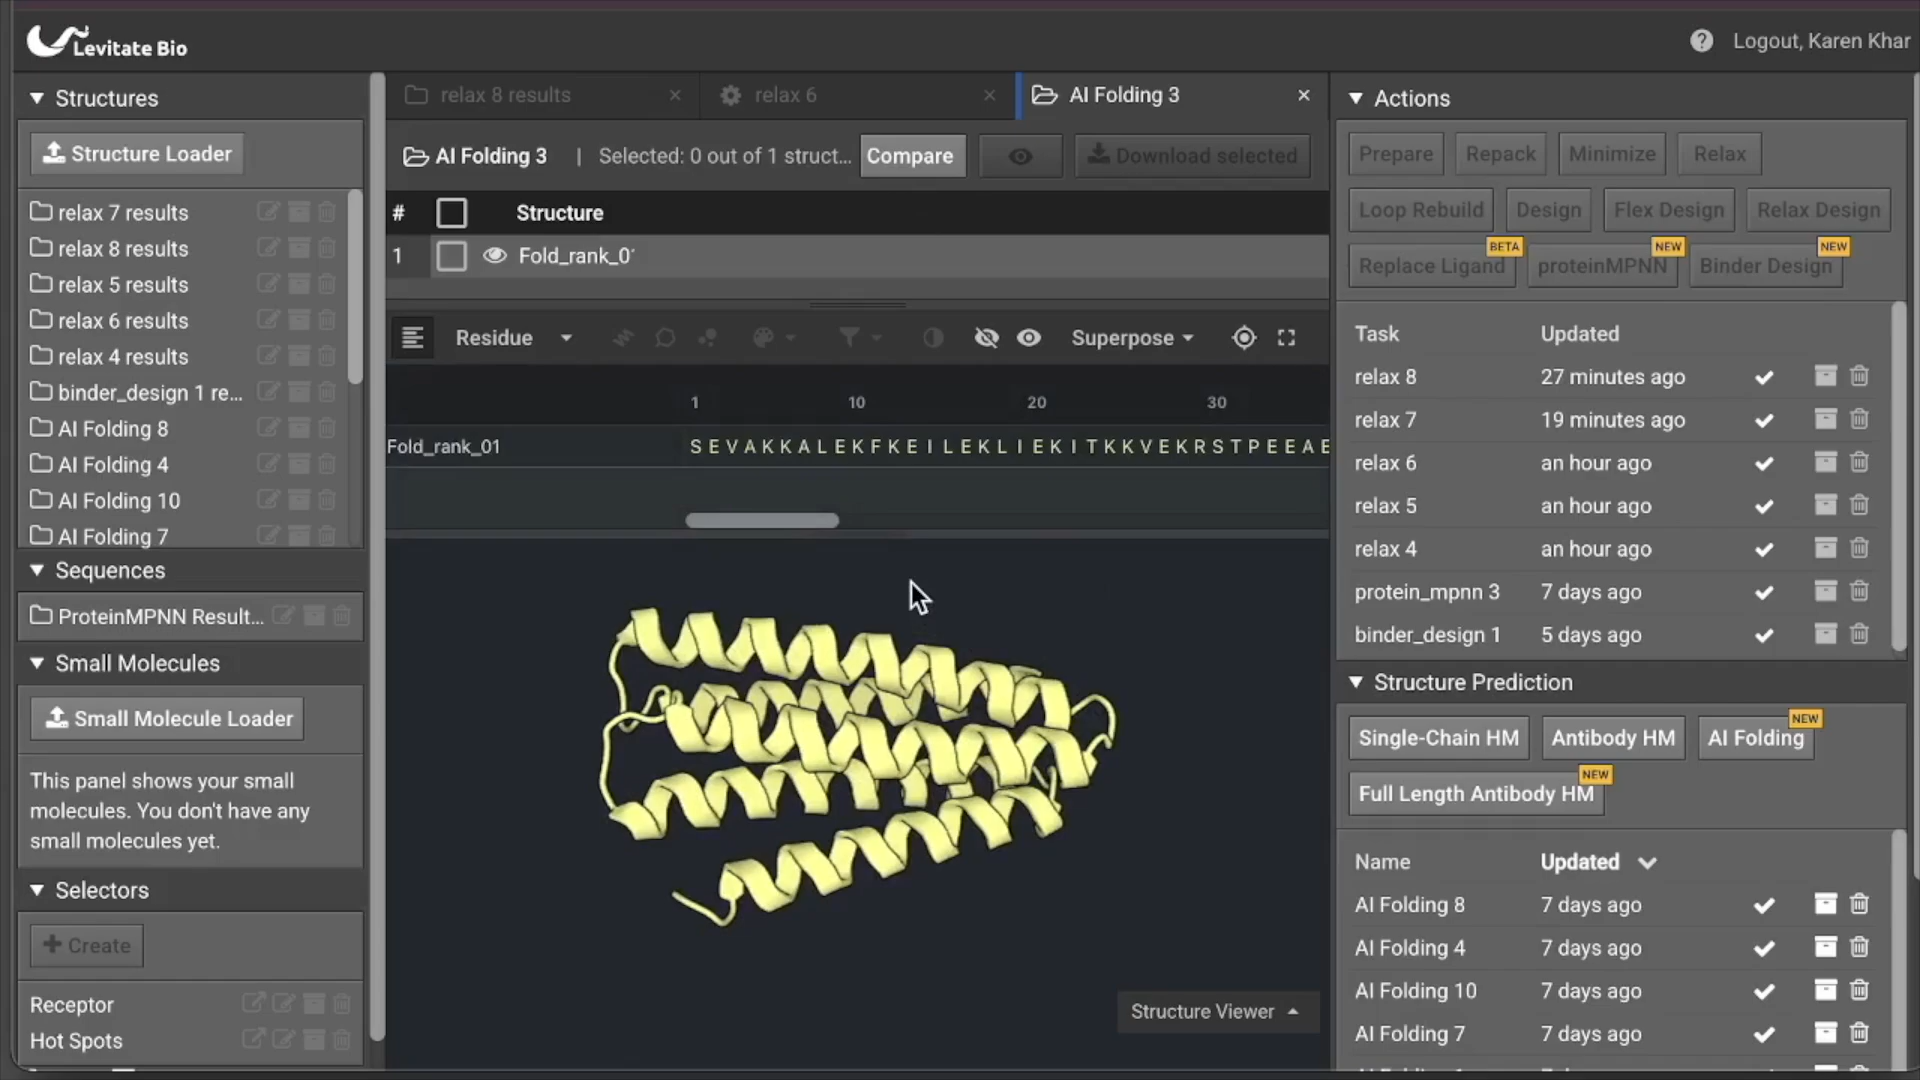 Levitate Bio
Logout, Karen Khar
Structures
Structure Loader
relax 7 results
relax 8 results
relax 5 results
relax 6 results
relax 4 results
binder_design 1 re...
AI Folding 8
AI Folding 4
AI Folding 10
AI Folding 7
Sequences
ProteinMPNN Result...
Small Molecules
Small Molecule Loader
This panel shows your small
molecules. You don't have any
small molecules yet.
Selectors
+ Create
Receptor
Hot Spots
relax 8 results
relax 6
AI Folding 3
AI Folding 3 | Selected: 0 out of 1 struct... Compare Download selected
# Structure
1 Fold_rank_01
Residue Superpose
1 10 20 30
Fold_rank_01 SEVAKKALEKFKEILEKLIEKITKKVEKRSTPEEAE
Structure Viewer
Actions
Prepare Repack Minimize Relax
Loop Rebuild Design Flex Design Relax Design
BETA NEW NEW
Replace Ligand proteinMPNN Binder Design
Task Updated
relax 8 27 minutes ago
relax 7 19 minutes ago
relax 6 an hour ago
relax 5 an hour ago
relax 4 an hour ago
protein_mpnn 3 7 days ago
binder_design 1 5 days ago
Structure Prediction
NEW
Single-Chain HM Antibody HM AI Folding
NEW
Full Length Antibody HM
Name Updated
AI Folding 8 7 days ago
AI Folding 4 7 days ago
AI Folding 10 7 days ago
AI Folding 7 7 days ago